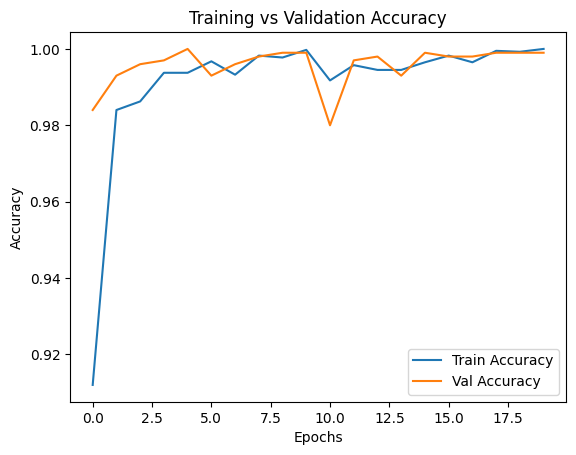 Training vs Validation Accuracy
1.00
0.98
0.96
0.94
0.92
Accuracy
Train Accuracy
Val Accuracy
0.0 2.5 5.0 7.5 10.0 12.5 15.0 17.5
Epochs